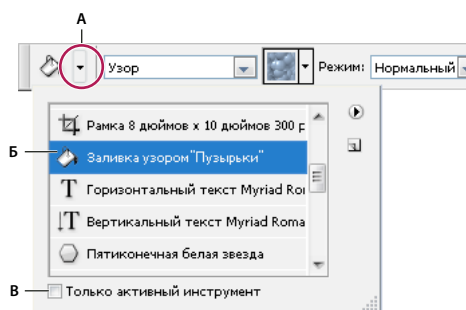 А
Узор
Режим:
Нормальный
Рамка 8 дюймов x 10 дюймов 300 р
Б
Заливка узором "Пузырьки"
Горизонтальный текст Myriad Ro
Вертикальный текст Myriad Roma
Пятиконечная белая звезда
В
Только активный инструмент